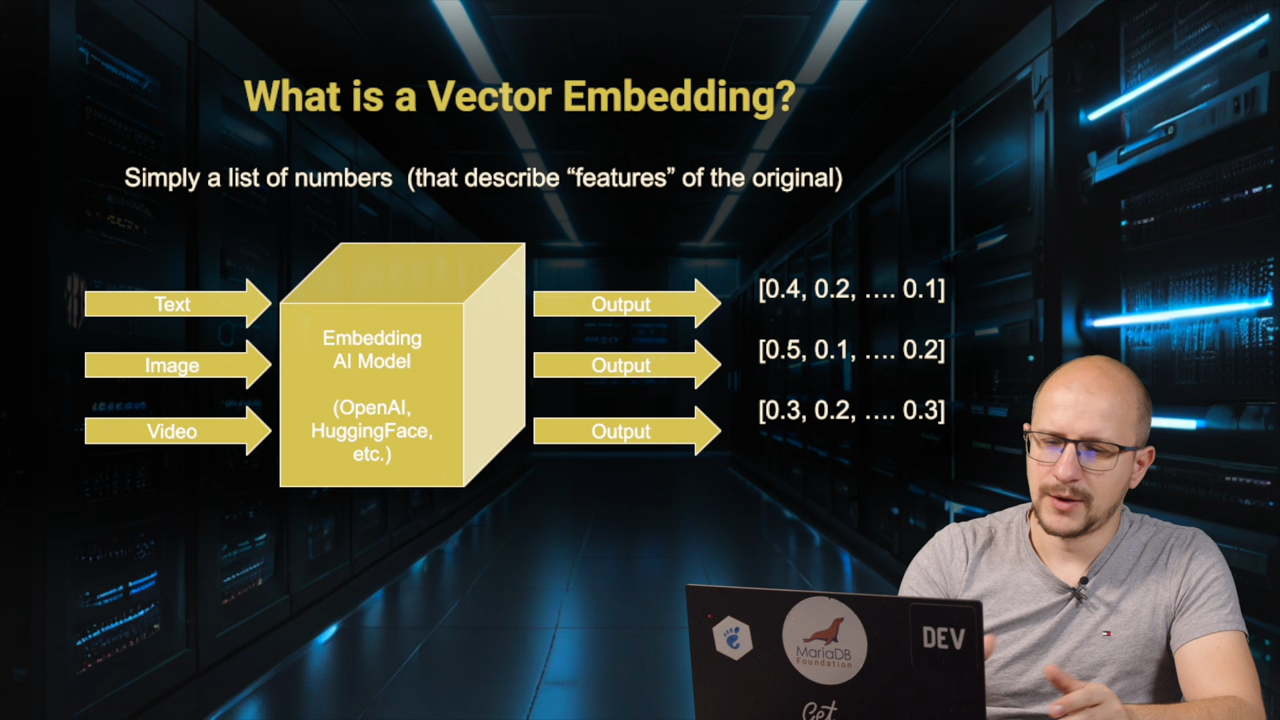 What is a Vector Embedding?
Simply a list of numbers (that describe “features” of the original)
Text
Image
Video
Embedding
AI Model
(OpenAI,
HuggingFace,
etc.)
Output
Output
Output
[0.4, 0.2, .... 0.1]
[0.5, 0.1, .... 0.2]
[0.3, 0.2, .... 0.3]
MariaDB
Foundation
DEV
Get